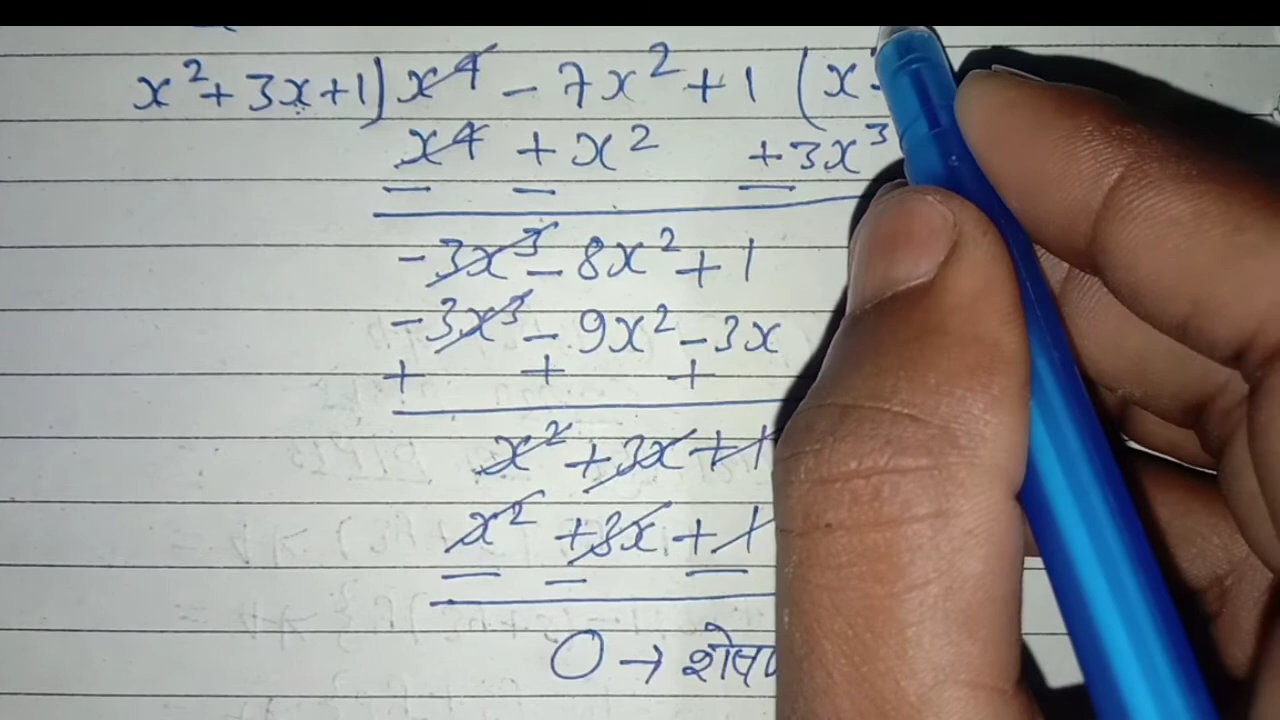 x² + 3x + 1 ) x⁴ - 7x² + 1 ( x
x⁴ + x² + 3x³
- - -
-3x³ - 8x² + 1
-3x³ - 9x² - 3x
+ + +
x² + 3x + 1
x² + 3x + 1
- - -
0 →